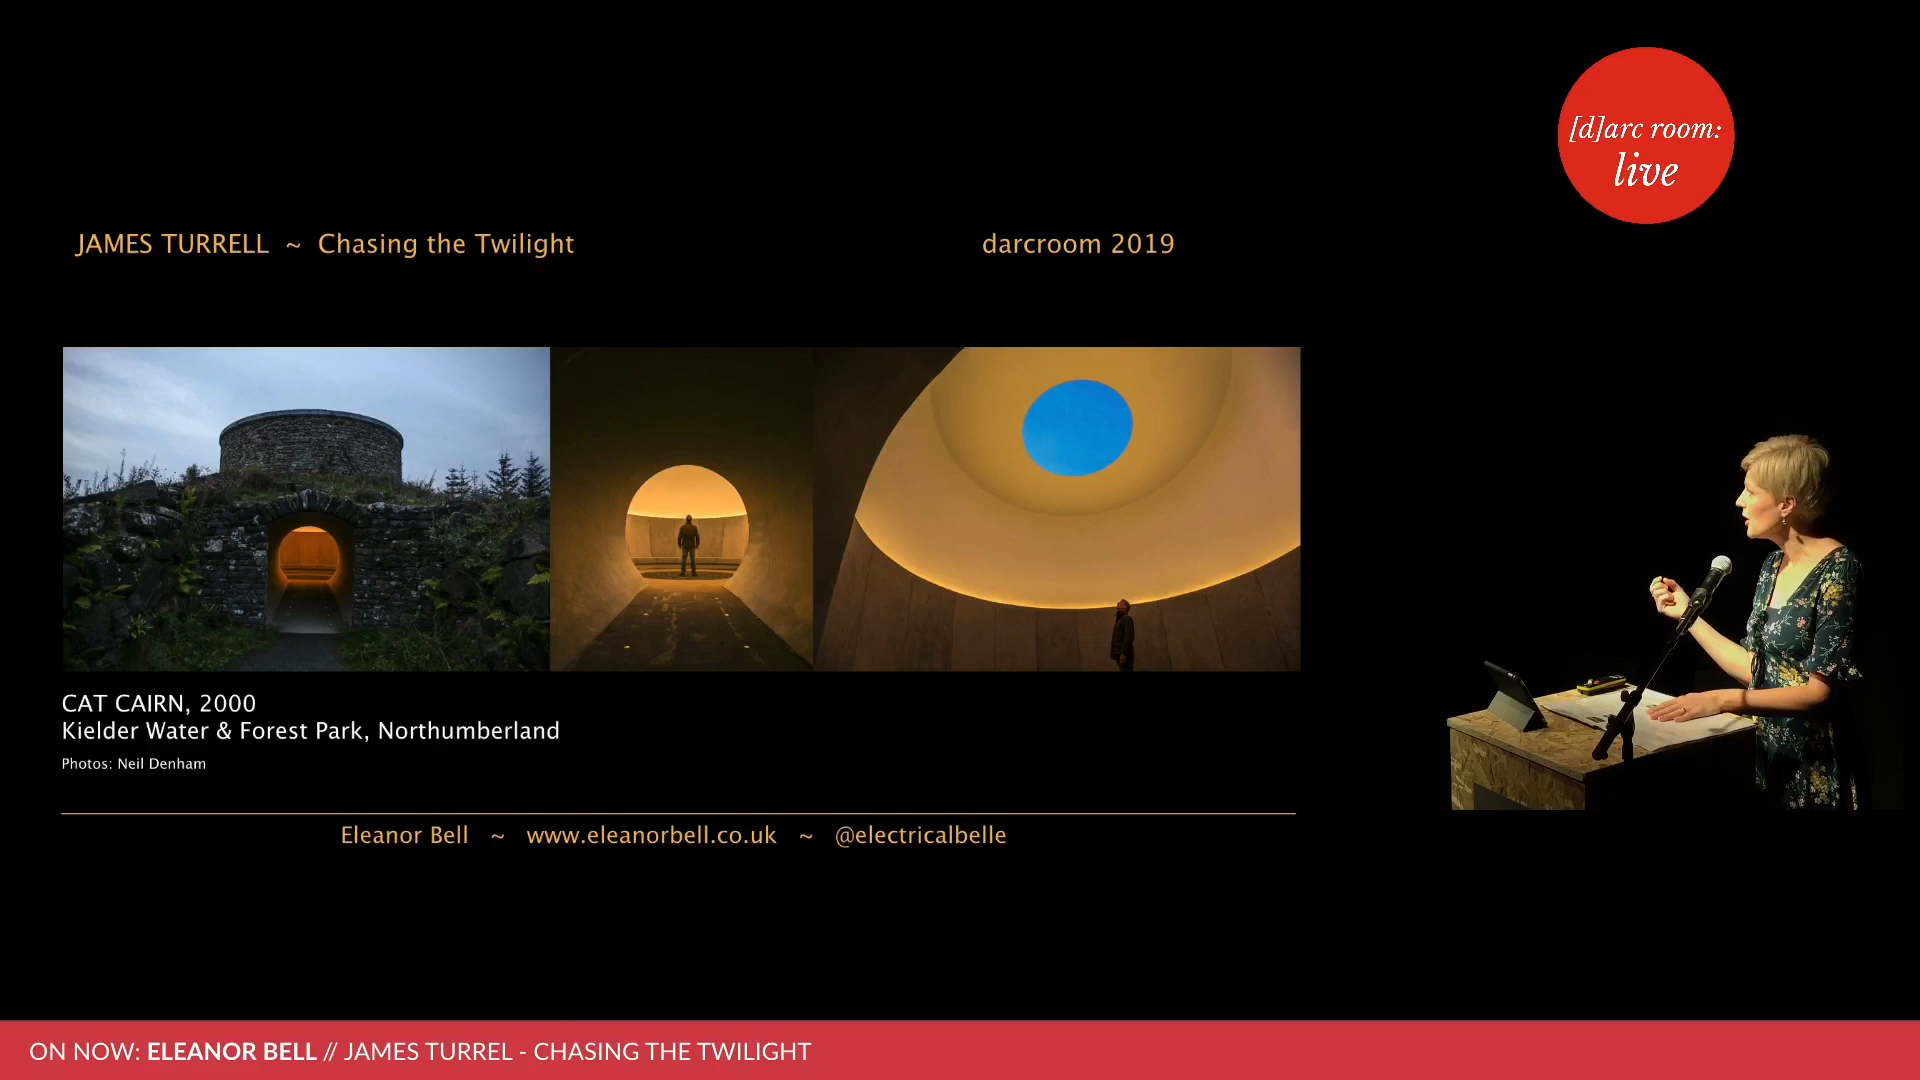 [d]arc room:
live
JAMES TURRELL ~ Chasing the Twilight
darcroom 2019
CAT CAIRN, 2000
Kielder Water & Forest Park, Northumberland
Photos: Neil Denham
Eleanor Bell ~ www.eleanorbell.co.uk ~ @electricalbelle
ON NOW: ELEANOR BELL // JAMES TURREL - CHASING THE TWILIGHT